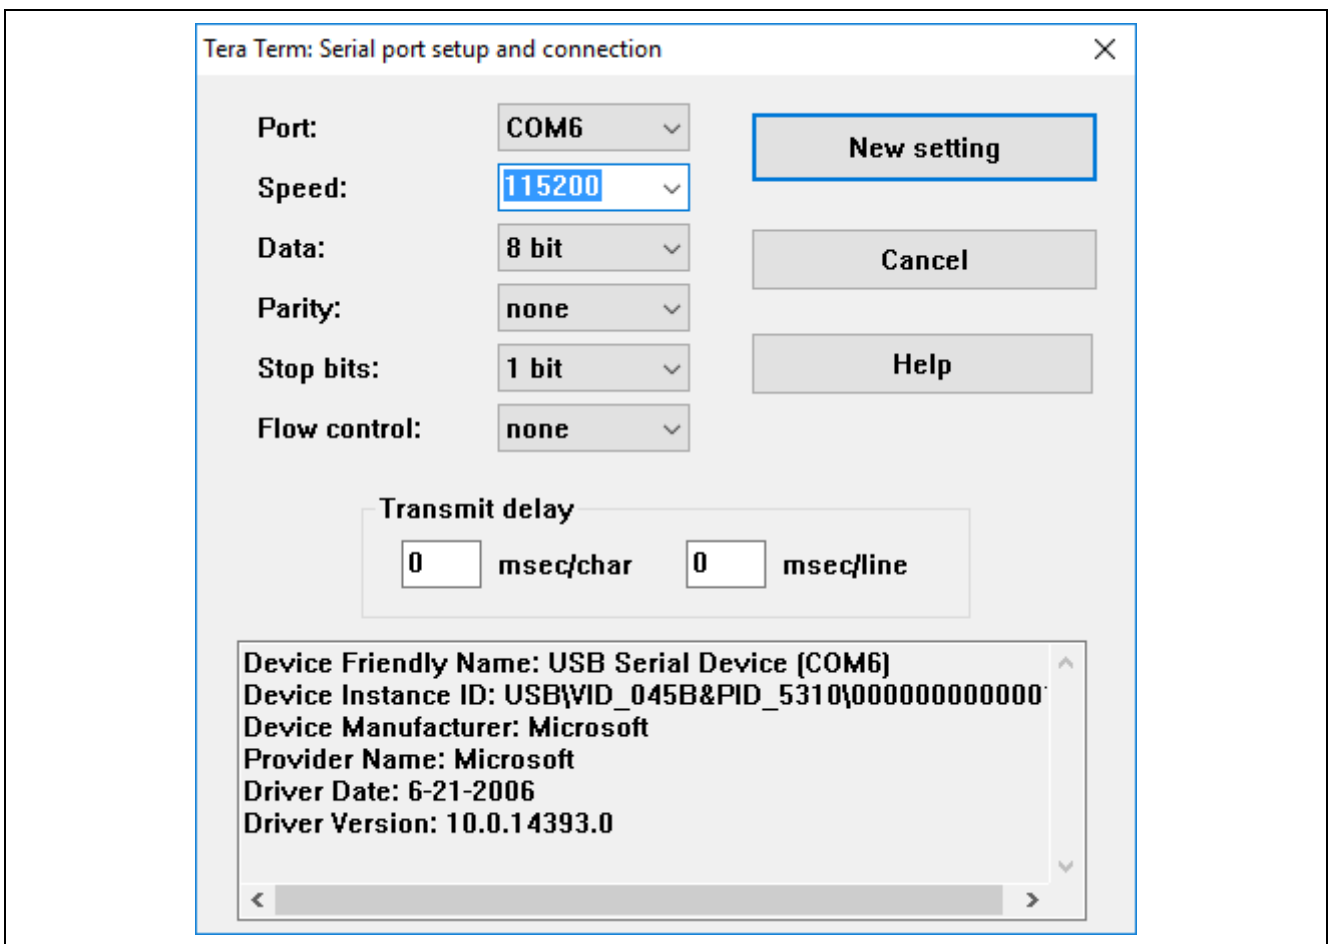 Tera Term: Serial port setup and connection
Port: COM6
New setting
Speed: 115200
Data: 8 bit
Cancel
Parity: none
Stop bits: 1 bit
Help
Flow control: none
Transmit delay
0 msec/char 0 msec/line
Device Friendly Name: USB Serial Device (COM6)
Device Instance ID: USB\VID_045B&PID_5310\000000000000
Device Manufacturer: Microsoft
Provider Name: Microsoft
Driver Date: 6-21-2006
Driver Version: 10.0.14393.0